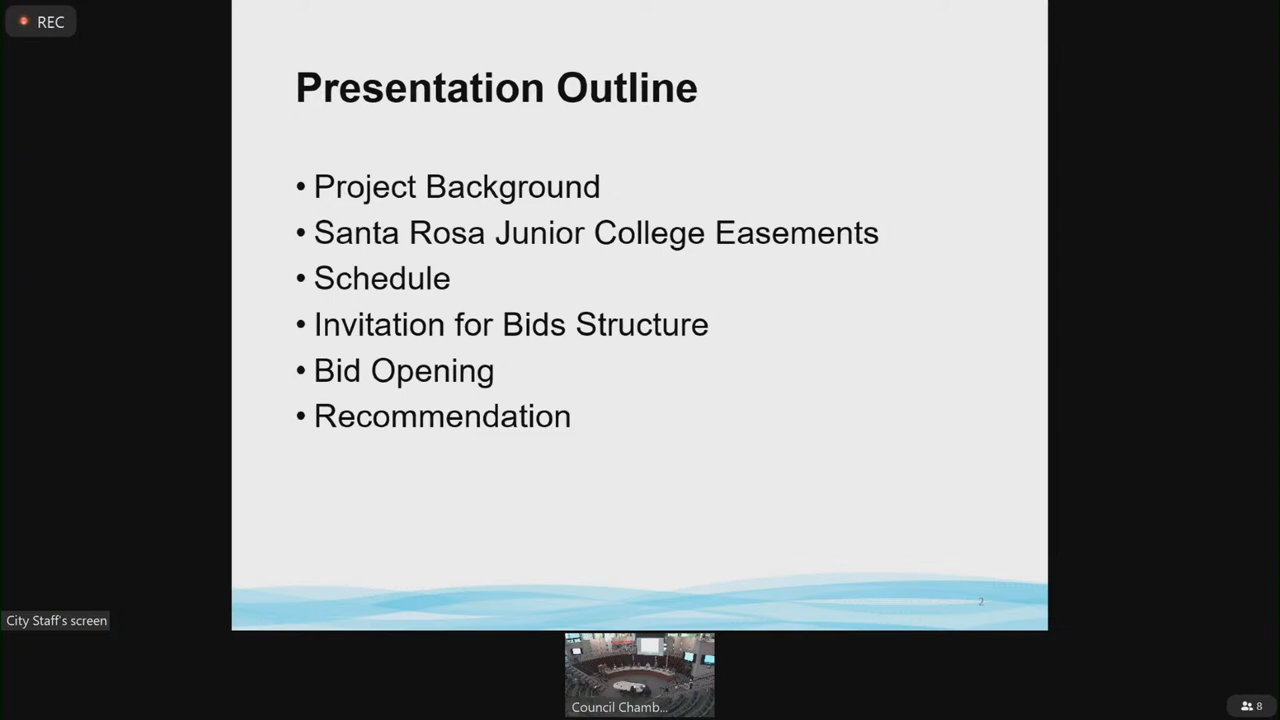 REC
Presentation Outline
• Project Background
• Santa Rosa Junior College Easements
• Schedule
• Invitation for Bids Structure
• Bid Opening
• Recommendation
2
City Staff's screen
Council Chamb...
8